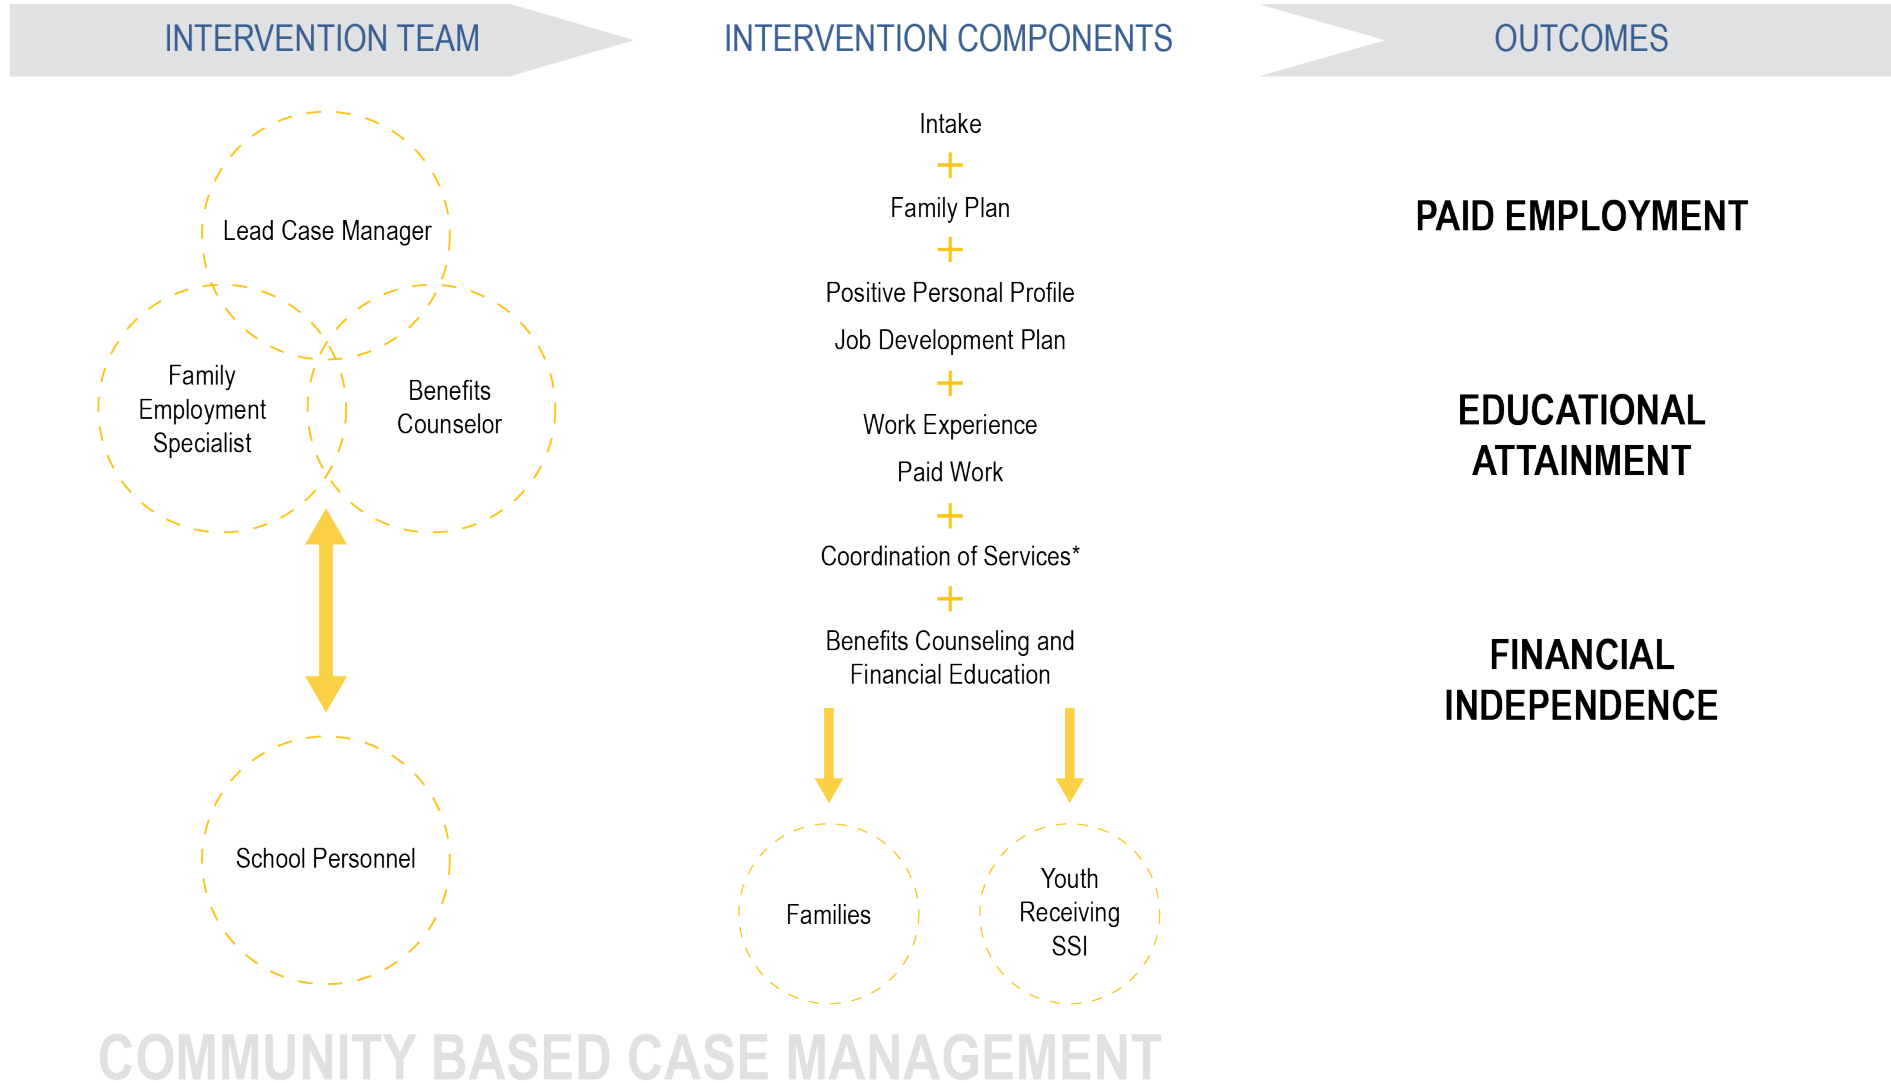 INTERVENTION TEAM
INTERVENTION COMPONENTS
OUTCOMES
Lead Case Manager
Family
Employment
Specialist
Benefits
Counselor
School Personnel
Intake
+
Family Plan
+
Positive Personal Profile
Job Development Plan
+
Work Experience
Paid Work
+
Coordination of Services*
+
Benefits Counseling and
Financial Education
Families
Youth
Receiving
SSI
PAID EMPLOYMENT
EDUCATIONAL
ATTAINMENT
FINANCIAL
INDEPENDENCE
COMMUNITY BASED CASE MANAGEMENT